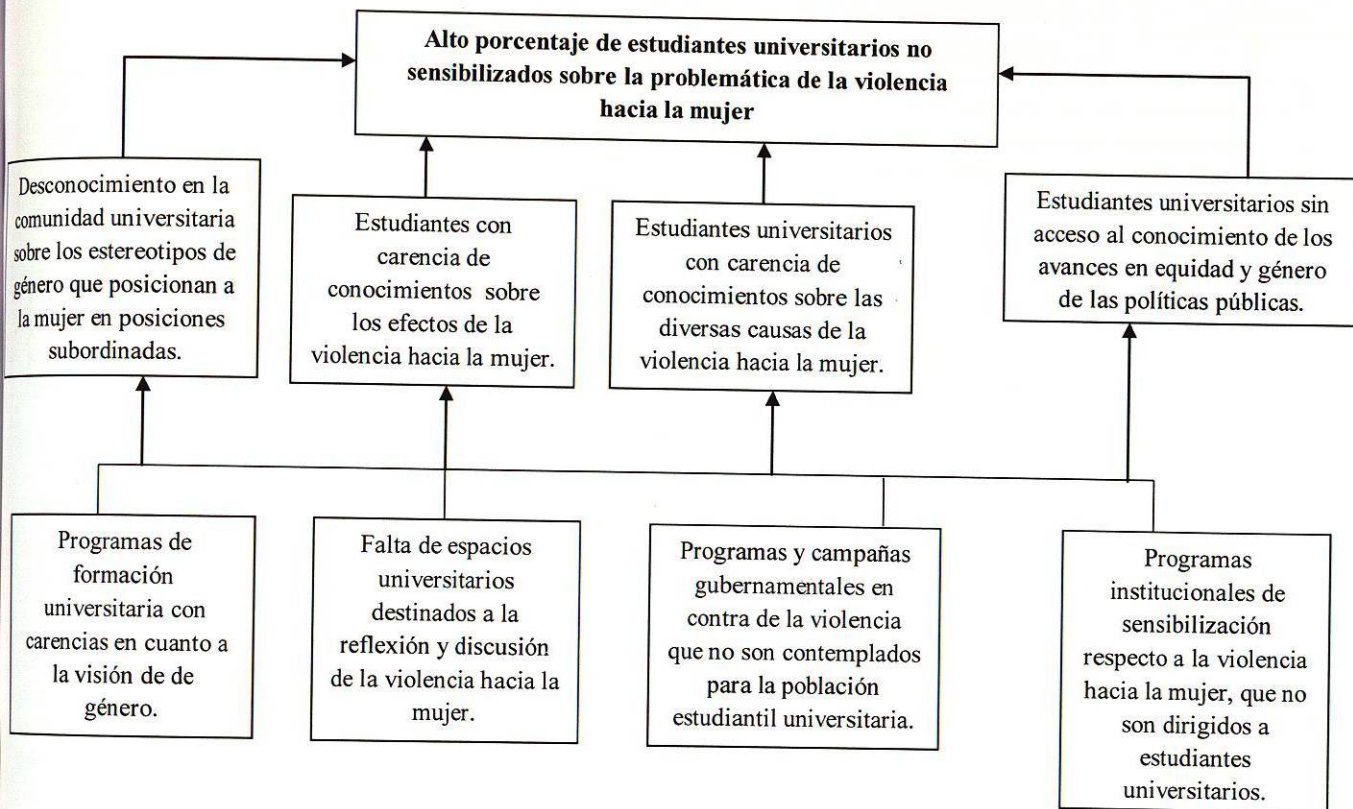 Alto porcentaje de estudiantes universitarios no
sensibilizados sobre la problemática de la violencia
hacia la mujer
Desconocimiento en la
comunidad universitaria
sobre los estereotipos de
género que posicionan a
la mujer en posiciones
subordinadas.
Estudiantes con
carencia de
conocimientos sobre
los efectos de la
violencia hacia la mujer.
Estudiantes universitarios
con carencia de
conocimientos sobre las
diversas causas de la
violencia hacia la mujer.
Estudiantes universitarios sin
acceso al conocimiento de los
avances en equidad y género
de las políticas públicas.
Programas de
formación
universitaria con
carencias en cuanto a
la visión de de
género.
Falta de espacios
universitarios
destinados a la
reflexión y discusión
de la violencia hacia la
mujer.
Programas y campañas
gubernamentales en
contra de la violencia
que no son contemplados
para la población
estudiantil universitaria.
Programas
institucionales de
sensibilización
respecto a la violencia
hacia la mujer, que no
son dirigidos a
estudiantes
universitarios.